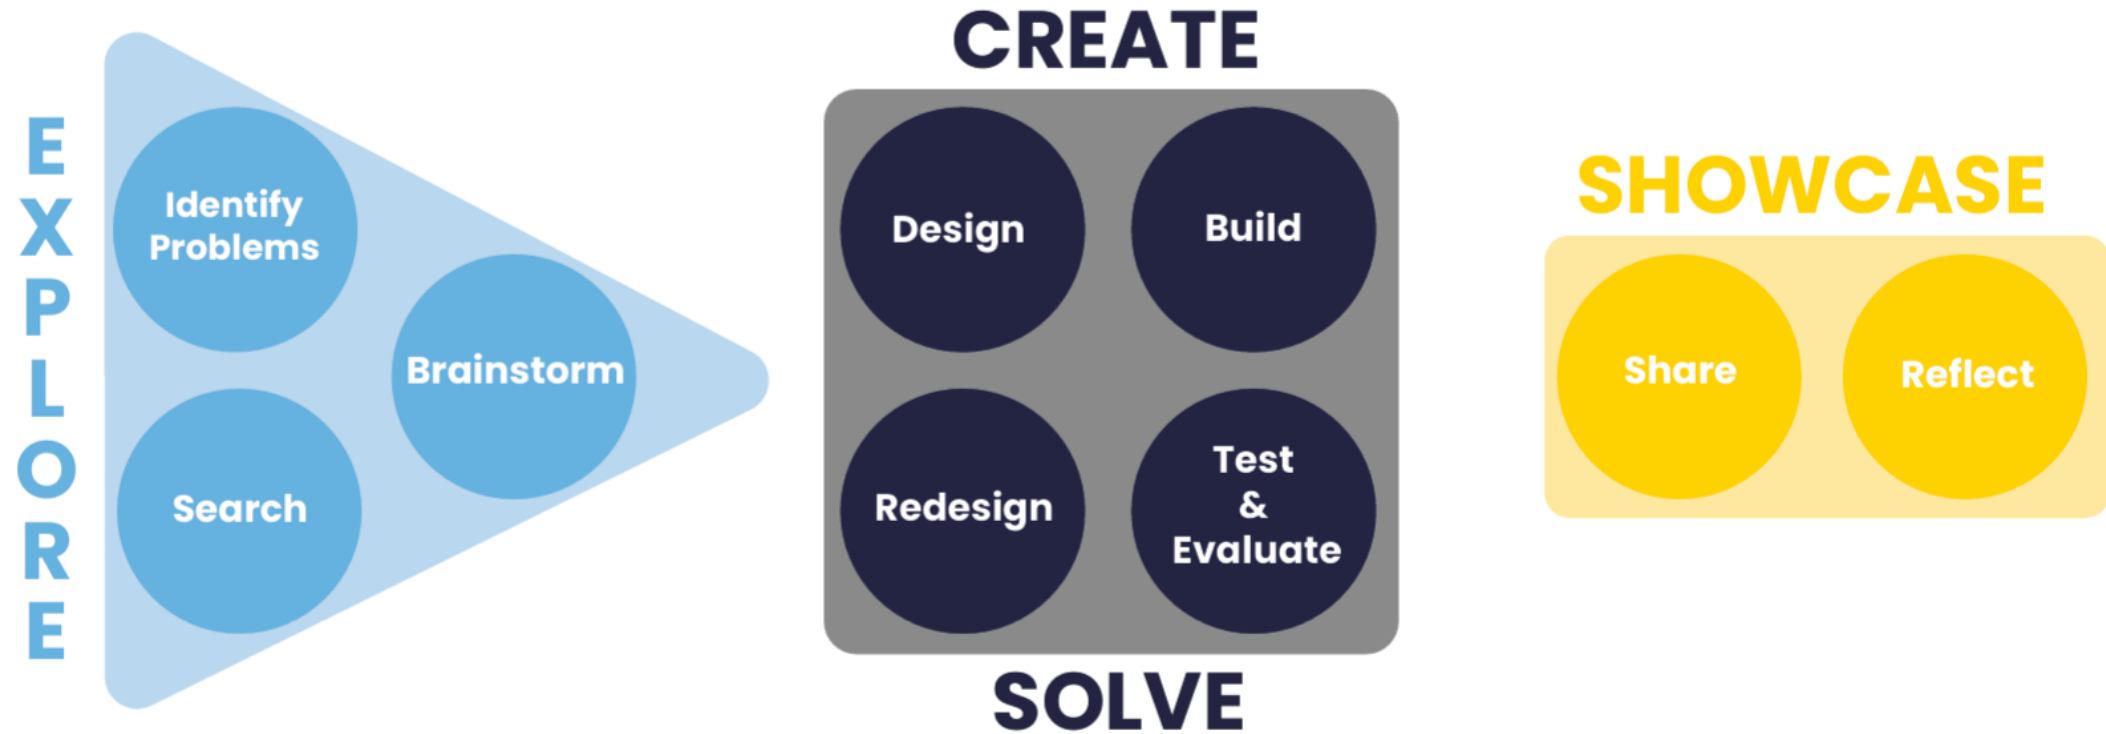 EXPLORE
Identify
Problems
Brainstorm
Search
CREATE
Design
Build
Redesign
Test
&
Evaluate
SOLVE
SHOWCASE
Share
Reflect